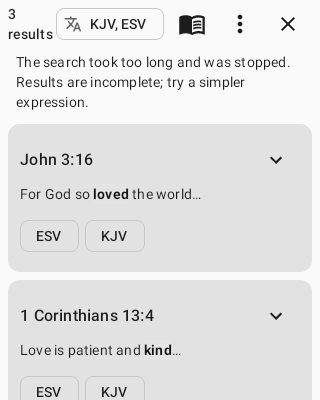 3
results
KJV, ESV
The search took too long and was stopped.
Results are incomplete; try a simpler
expression.
John 3:16
For God so loved the world…
ESV KJV
1 Corinthians 13:4
Love is patient and kind…
ESV KJV